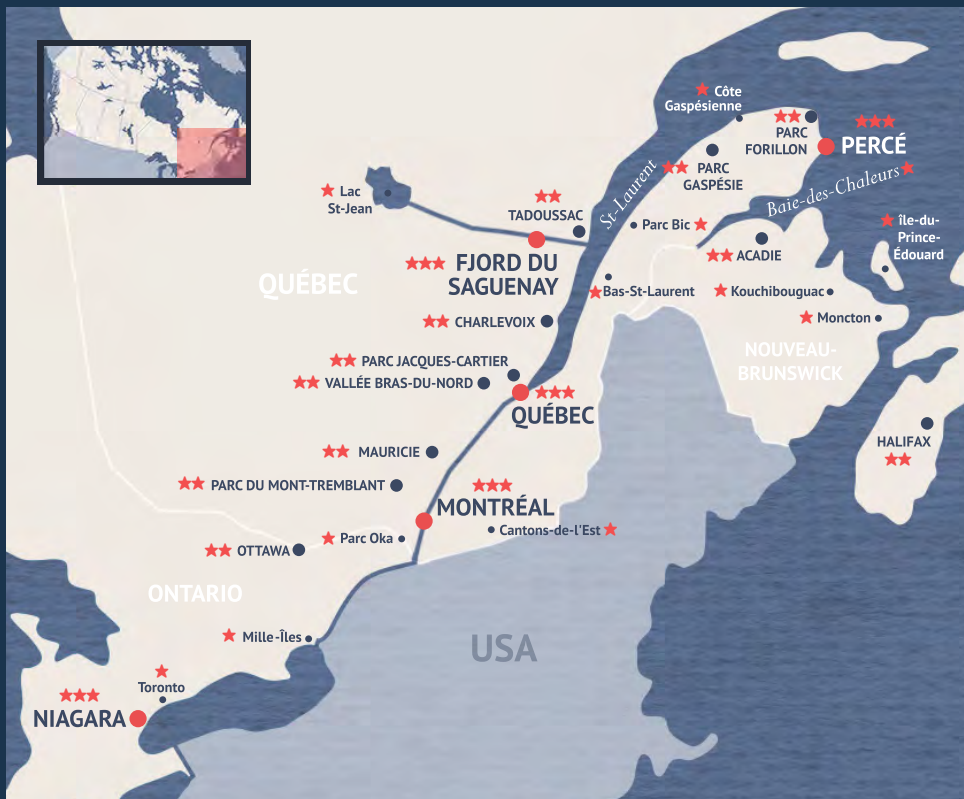 ★ Côte
Gaspésienne
★★
PARC
FORILLON
★★★
PERCÉ
★★ PARC
GASPÉSIE
St-Laurent
Baie-des-Chaleurs ★
★ Lac
St-Jean
★★
TADOUSSAC
Parc Bic ★
★ île-du-
Prince-
Édouard
★★ ACADIE
★★★ FJORD DU
SAGUENAY
QUÉBEC
★ Bas-St-Laurent
★ Kouchibouguac
★ Moncton
★★ CHARLEVOIX
NOUVEAU-
BRUNSWICK
★★ PARC JACQUES-CARTIER
★★ VALLÉE BRAS-DU-NORD
★★★
QUÉBEC
HALIFAX
★★
★★ MAURICIE
★★ PARC DU MONT-TREMBLANT
★★★
MONTRÉAL
Cantons-de-l'Est ★
★ Parc Oka
★★ OTTAWA
ONTARIO
★ Mille-Îles
USA
★
Toronto
★★★
NIAGARA